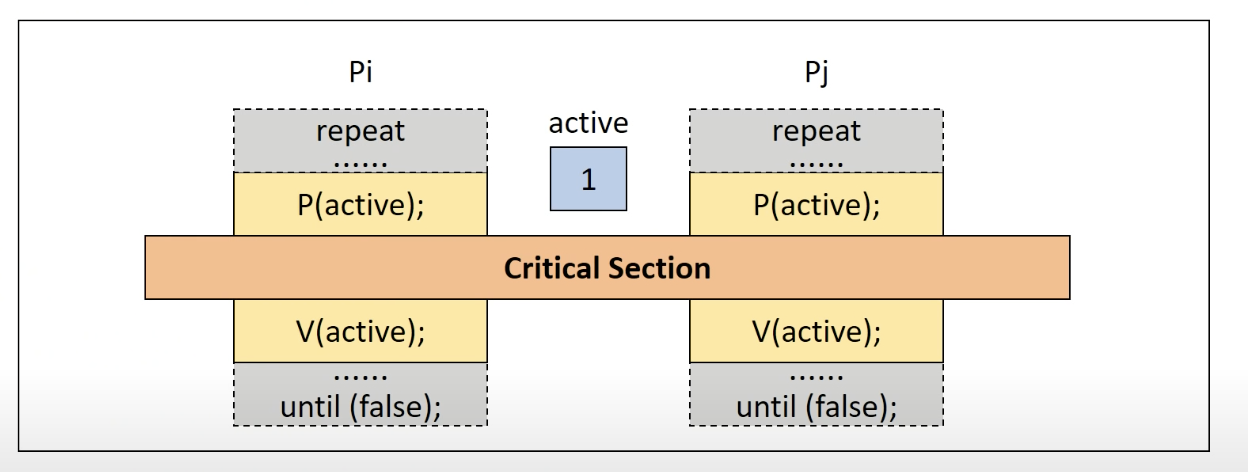 Pi
Pj
active
1
repeat
......
P(active);
repeat
......
P(active);
Critical Section
V(active);
......
until (false);
V(active);
......
until (false);